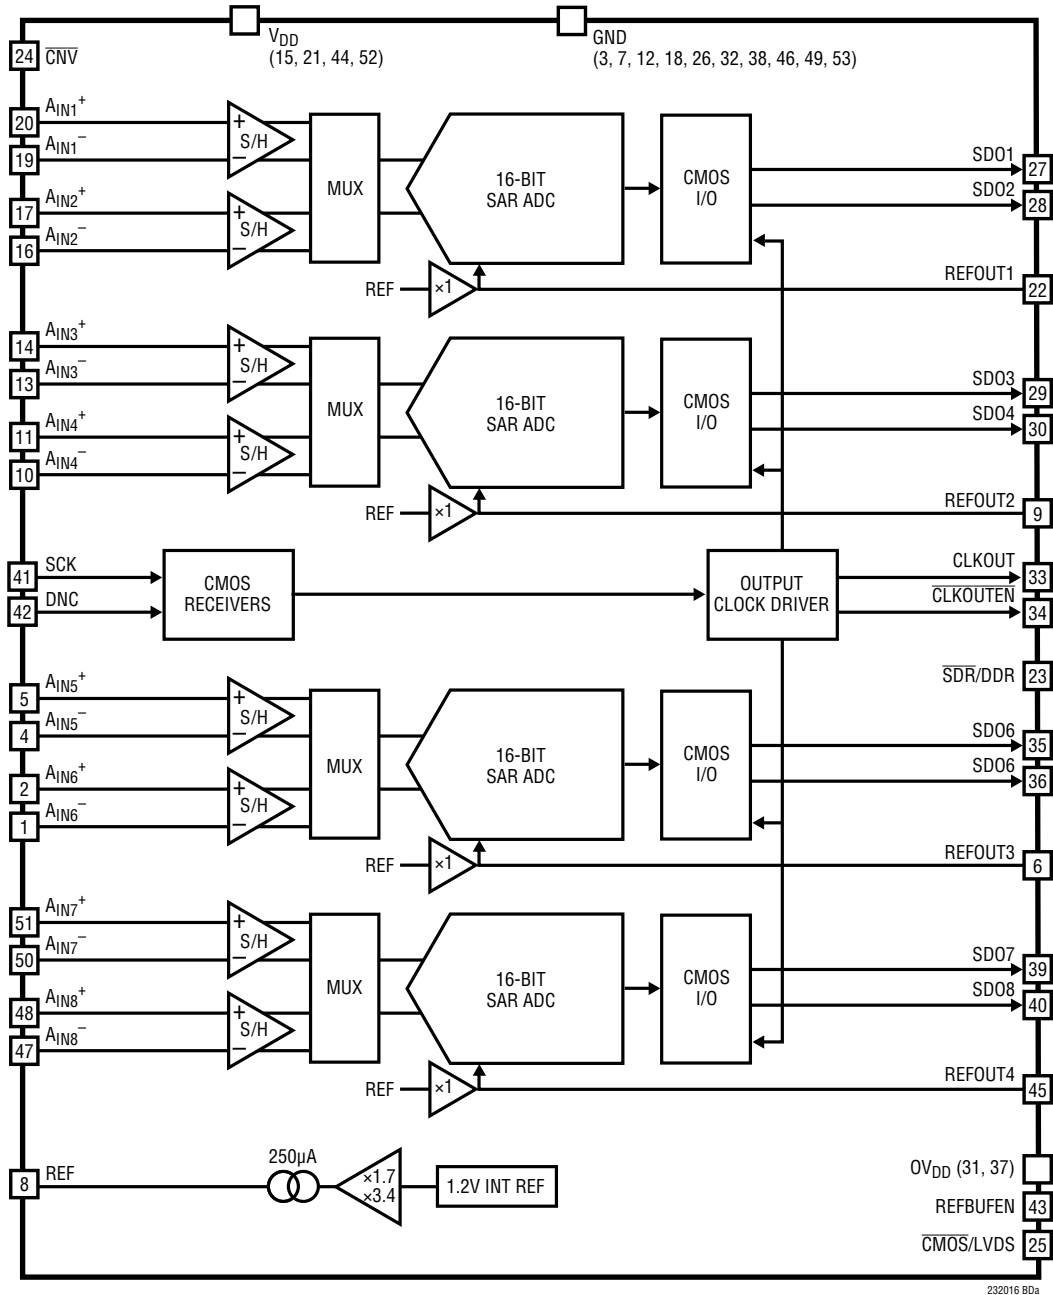 V_DD
(15, 21, 44, 52)
GND
(3, 7, 12, 18, 26, 32, 38, 46, 49, 53)
24 C̅N̅V̅
20 A_IN1+
19 A_IN1−
17 A_IN2+
16 A_IN2−
+ S/H −
+ S/H −
MUX
16-BIT
SAR ADC
CMOS
I/O
SDO1 27
SDO2 28
REF ×1
REFOUT1 22
14 A_IN3+
13 A_IN3−
11 A_IN4+
10 A_IN4−
+ S/H −
+ S/H −
MUX
16-BIT
SAR ADC
CMOS
I/O
SDO3 29
SDO4 30
REF ×1
REFOUT2 9
41 SCK
42 DNC
CMOS
RECEIVERS
OUTPUT
CLOCK DRIVER
CLKOUT 33
C̅L̅K̅O̅U̅T̅E̅N̅ 34
S̅D̅R̅/DDR 23
5 A_IN5+
4 A_IN5−
2 A_IN6+
1 A_IN6−
+ S/H −
+ S/H −
MUX
16-BIT
SAR ADC
CMOS
I/O
SDO6 35
SDO6 36
REF ×1
REFOUT3 6
51 A_IN7+
50 A_IN7−
48 A_IN8+
47 A_IN8−
+ S/H −
+ S/H −
MUX
16-BIT
SAR ADC
CMOS
I/O
SDO7 39
SDO8 40
REF ×1
REFOUT4 45
8 REF
250µA
×1.7
×3.4
1.2V INT REF
OV_DD (31, 37)
REFBUFEN 43
C̅M̅O̅S̅/LVDS 25
232016 BDa